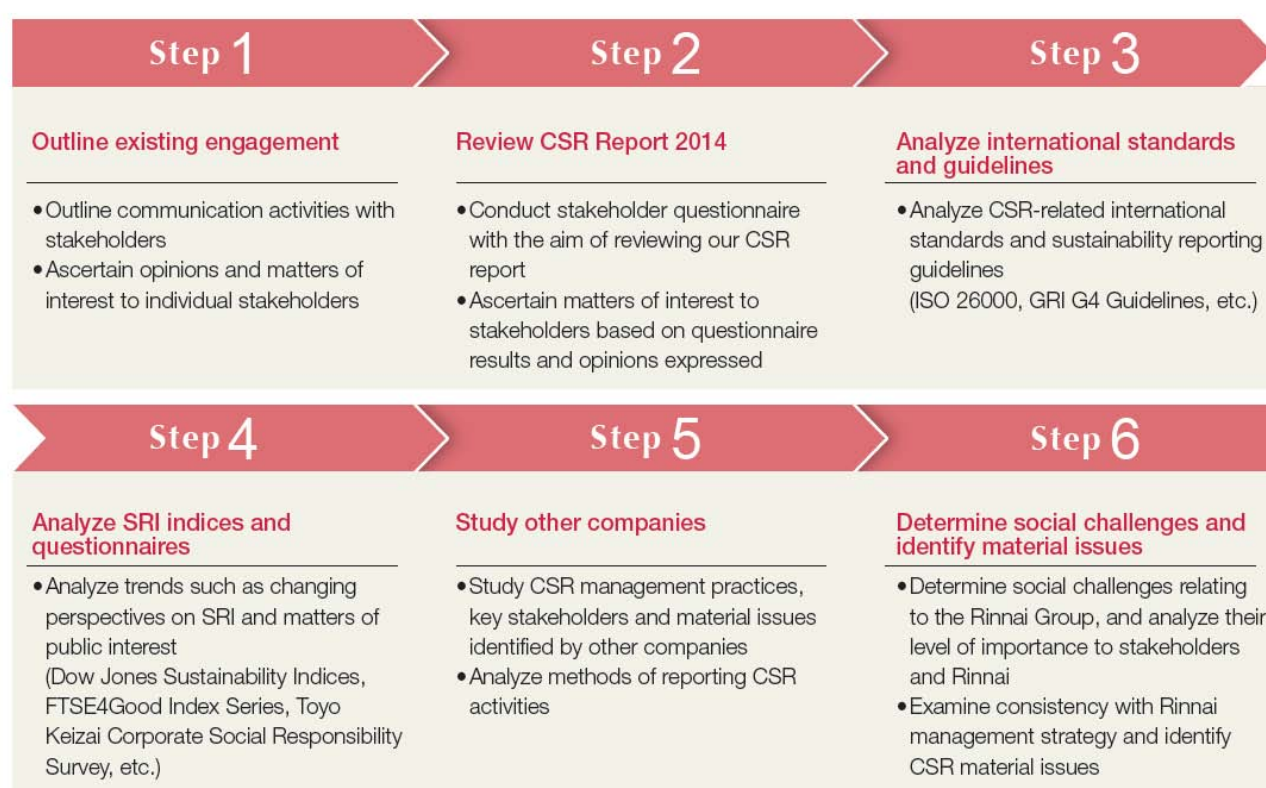 Step 1
Step 2
Step 3
Outline existing engagement
•Outline communication activities with
stakeholders
•Ascertain opinions and matters of
interest to individual stakeholders
Review CSR Report 2014
•Conduct stakeholder questionnaire
with the aim of reviewing our CSR
report
•Ascertain matters of interest to
stakeholders based on questionnaire
results and opinions expressed
Analyze international standards
and guidelines
•Analyze CSR-related international
standards and sustainability reporting
guidelines
(ISO 26000, GRI G4 Guidelines, etc.)
Step 4
Step 5
Step 6
Analyze SRI indices and
questionnaires
•Analyze trends such as changing
perspectives on SRI and matters of
public interest
(Dow Jones Sustainability Indices,
FTSE4Good Index Series, Toyo
Keizai Corporate Social Responsibility
Survey, etc.)
Study other companies
•Study CSR management practices,
key stakeholders and material issues
identified by other companies
•Analyze methods of reporting CSR
activities
Determine social challenges and
identify material issues
•Determine social challenges relating
to the Rinnai Group, and analyze their
level of importance to stakeholders
and Rinnai
•Examine consistency with Rinnai
management strategy and identify
CSR material issues